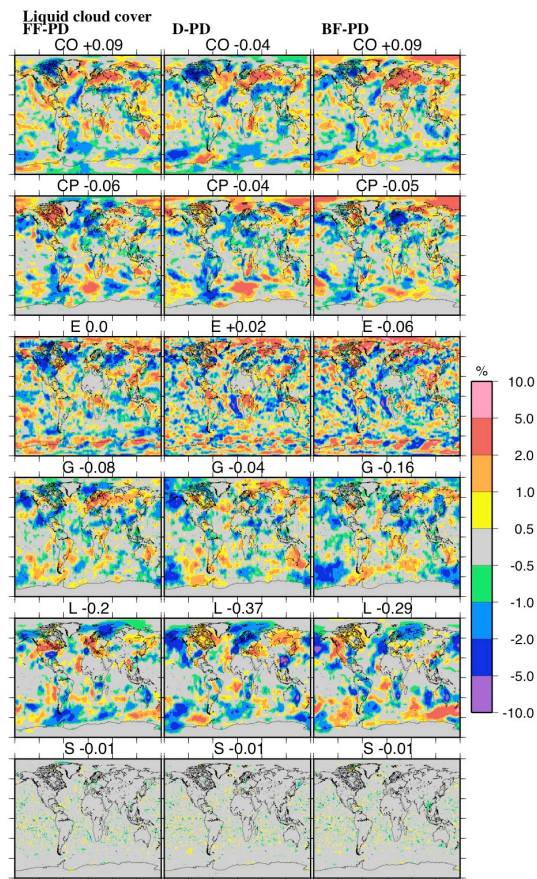 Liquid cloud cover
FF-PD D-PD BF-PD
CO +0.09 CO -0.04 CO +0.09
CP -0.06 CP -0.04 CP -0.05
E 0.0 E +0.02 E -0.06
G -0.08 G -0.04 G -0.16
L -0.2 L -0.37 L -0.29
S -0.01 S -0.01 S -0.01
%
10.0
5.0
2.0
1.0
0.5
-0.5
-1.0
-2.0
-5.0
-10.0